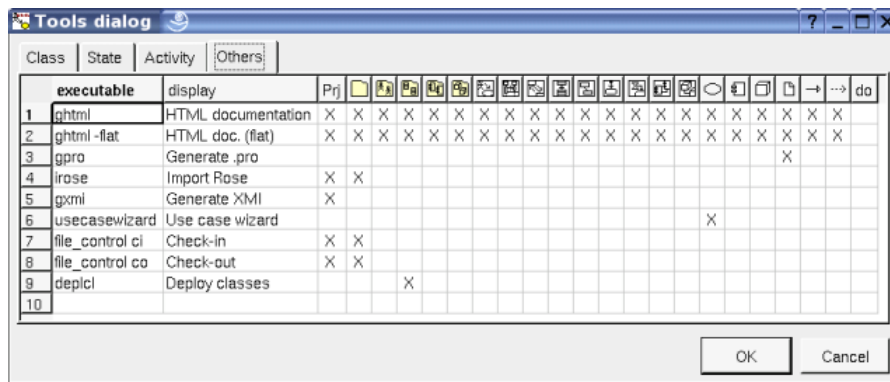 Tools dialog
? _
Class State Activity Others
executable display Prj do
1 ghtml HTML documentation X X X X X X X X X X X X X X X X X X X X X
2 ghtml -flat HTML doc. (flat) X X X X X X X X X X X X X X X X X X X X X
3 gpro Generate .pro X
4 irose Import Rose X X
5 gxmi Generate XMI X
6 usecasewizard Use case wizard X
7 file_control ci Check-in X X
8 file_control co Check-out X X
9 deplcl Deploy classes X
10
OK Cancel